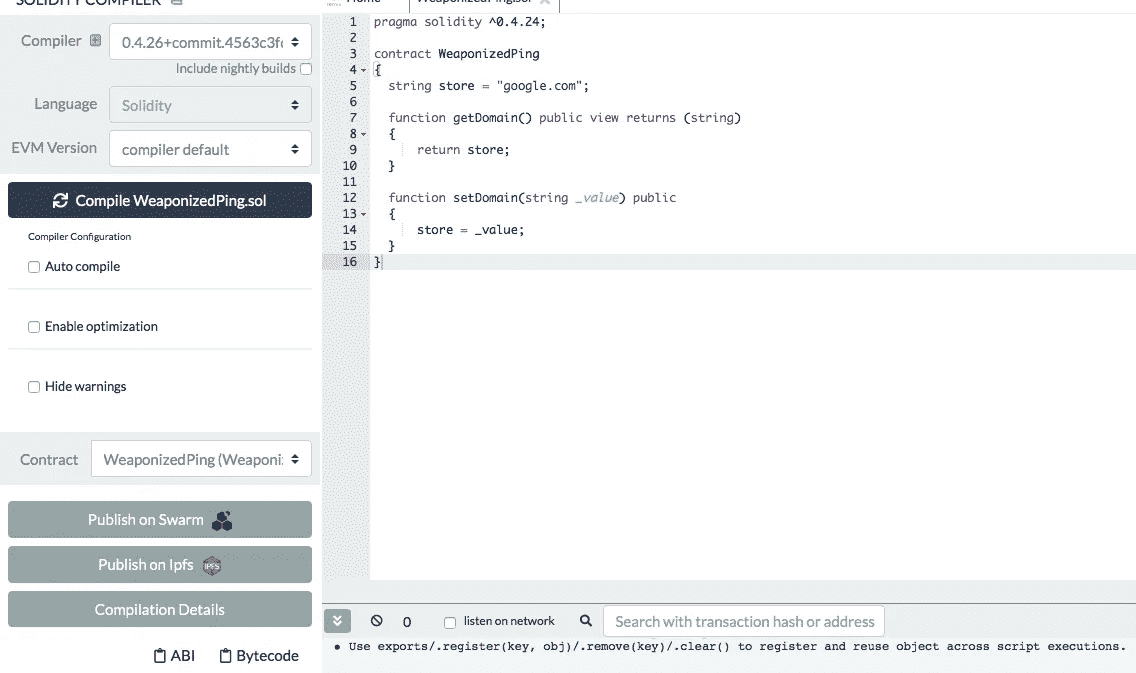 SOLIDITY COMPILER
Compiler 0.4.26+commit.4563c3f
Include nightly builds
Language Solidity
EVM Version compiler default
Compile WeaponizedPing.sol
Compiler Configuration
Auto compile
Enable optimization
Hide warnings
Contract WeaponizedPing (Weaponi
Publish on Swarm
Publish on Ipfs IPFS
Compilation Details
ABI Bytecode
Home WeaponizedPing.sol
1 pragma solidity ^0.4.24;
2
3 contract WeaponizedPing
4 {
5 string store = "google.com";
6
7 function getDomain() public view returns (string)
8 {
9 return store;
10 }
11
12 function setDomain(string _value) public
13 {
14 store = _value;
15 }
16 }
0 listen on network Search with transaction hash or address
• Use exports/.register(key, obj)/.remove(key)/.clear() to register and reuse object across script executions.